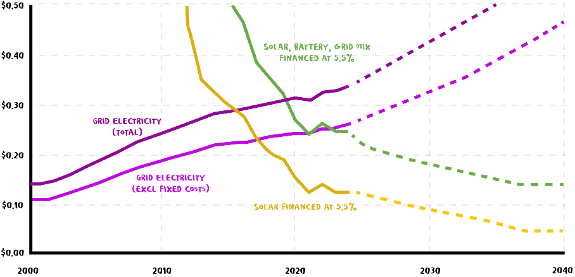 $0,50
$0,40
$0,30
$0,20
$0,10
$0,00
SOLAR, BATTERY, GRID MIX
FINANCED AT 5,5%
GRID ELECTRICITY
(TOTAL)
GRID ELECTRICITY
(EXCL FIXED COSTS)
SOLAR FINANCED AT 5,5%
2000
2010
2020
2030
2040